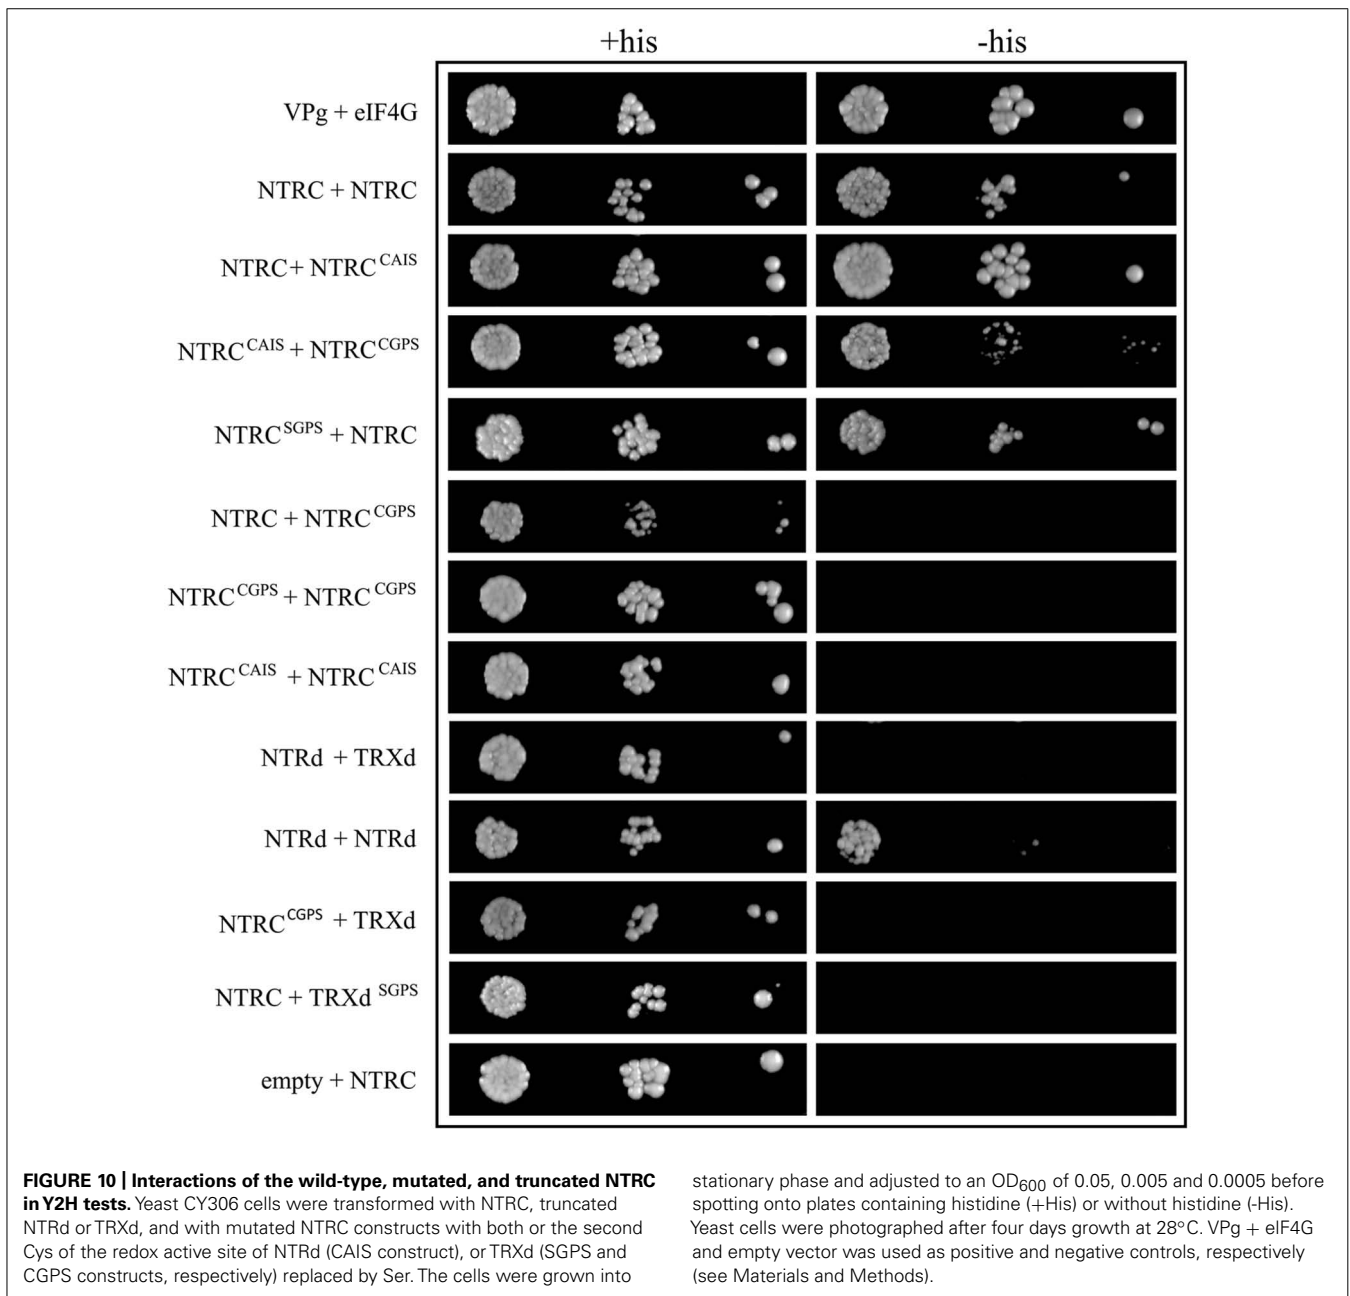 +his -his
VPg + eIF4G
NTRC + NTRC
NTRC+ NTRC CAIS
NTRC CAIS + NTRC CGPS
NTRC SGPS + NTRC
NTRC + NTRC CGPS
NTRC CGPS + NTRC CGPS
NTRC CAIS + NTRC CAIS
NTRd + TRXd
NTRd + NTRd
NTRC CGPS + TRXd
NTRC + TRXd SGPS
empty + NTRC
FIGURE 10 | Interactions of the wild-type, mutated, and truncated NTRC
in Y2H tests. Yeast CY306 cells were transformed with NTRC, truncated
NTRd or TRXd, and with mutated NTRC constructs with both or the second
Cys of the redox active site of NTRd (CAIS construct), or TRXd (SGPS and
CGPS constructs, respectively) replaced by Ser. The cells were grown into
stationary phase and adjusted to an OD600 of 0.05, 0.005 and 0.0005 before
spotting onto plates containing histidine (+His) or without histidine (-His).
Yeast cells were photographed after four days growth at 28°C. VPg + eIF4G
and empty vector was used as positive and negative controls, respectively
(see Materials and Methods).